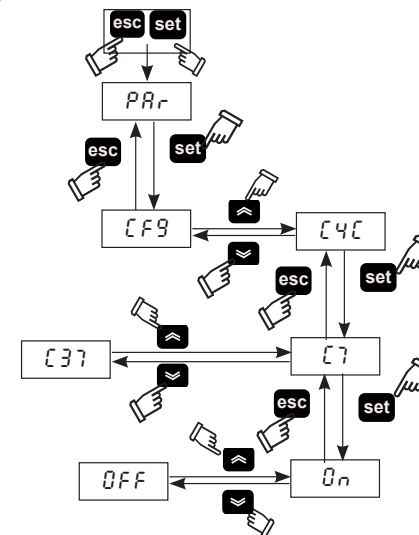 esc set
PAr
esc set
CF9
C4C
esc set
C37
C7
esc set
OFF
On